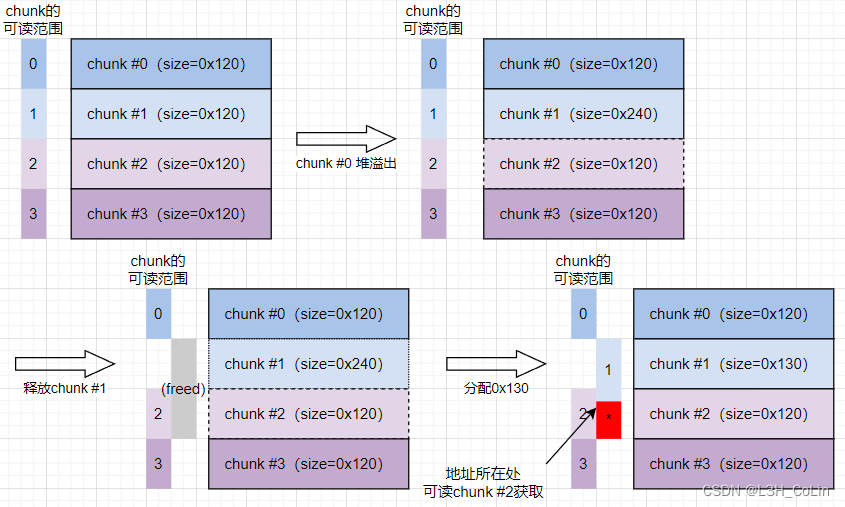 chunk的
可读范围
0
chunk #0（size=0x120）
1
chunk #1（size=0x120）
2
chunk #2（size=0x120）
3
chunk #3（size=0x120）
chunk #0 堆溢出
chunk的
可读范围
0
chunk #0（size=0x120）
1
chunk #1（size=0x240）
2
chunk #2（size=0x120）
3
chunk #3（size=0x120）
释放chunk #1
chunk的
可读范围
0
chunk #0（size=0x120）
chunk #1（size=0x240）
(freed)
2
chunk #2（size=0x120）
3
chunk #3（size=0x120）
分配0x130
chunk的
可读范围
0
chunk #0（size=0x120）
1
chunk #1（size=0x130）
2
*
chunk #2（size=0x120）
3
chunk #3（size=0x120）
地址所在处
可读chunk #2获取
CSDN @L3H_CoLin